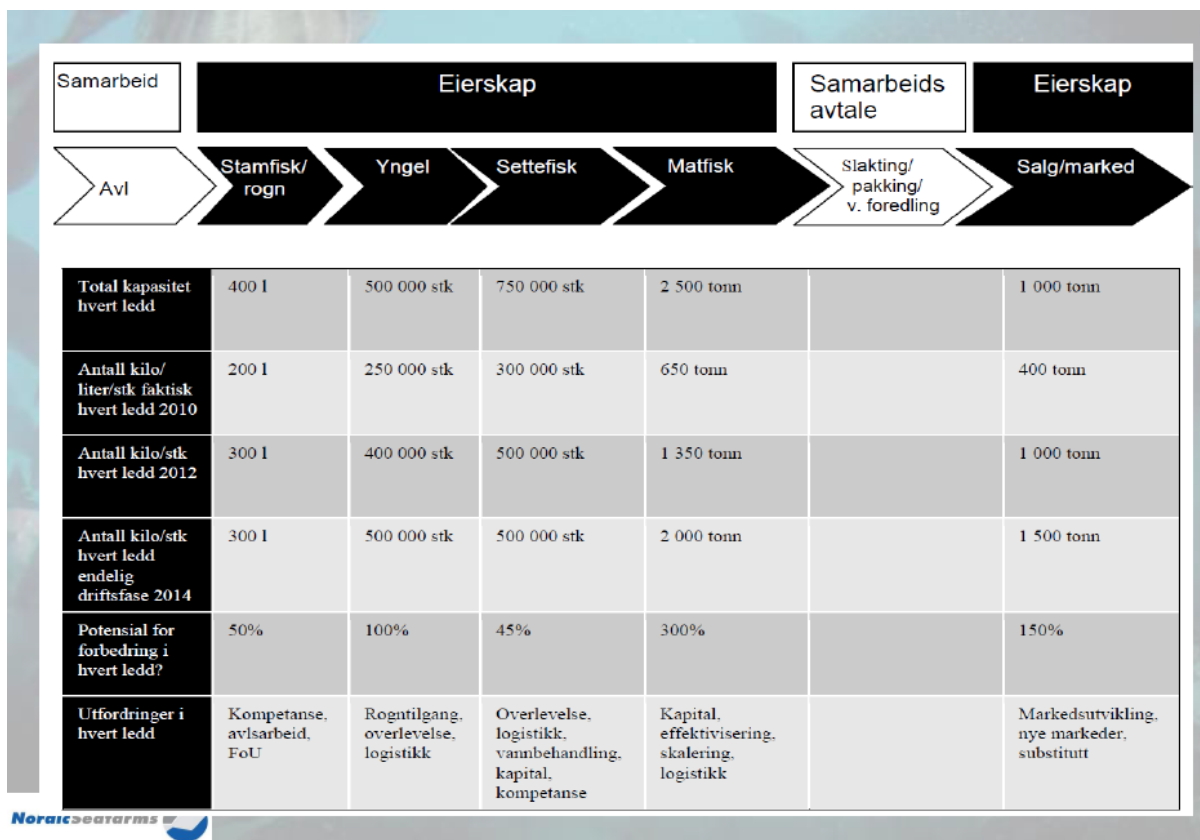 Samarbeid
Eierskap
Samarbeids
avtale
Eierskap
Avl
Stamfisk/
rogn
Yngel
Settefisk
Matfisk
Slakting/
pakking/
v. foredling
Salg/marked
Total kapasitet
hvert ledd
400 l
500 000 stk
750 000 stk
2 500 tonn
1 000 tonn
Antall kilo/
liter/stk faktisk
hvert ledd 2010
200 l
250 000 stk
300 000 stk
650 tonn
400 tonn
Antall kilo/stk
hvert ledd 2012
300 l
400 000 stk
500 000 stk
1 350 tonn
1 000 tonn
Antall kilo/stk
hvert ledd
endelig
driftsfase 2014
300 l
500 000 stk
500 000 stk
2 000 tonn
1 500 tonn
Potensial for
forbedring i
hvert ledd?
50%
100%
45%
300%
150%
Utfordringer i
hvert ledd
Kompetanse,
avlsarbeid,
FoU
Rogntilgang,
overlevelse,
logistikk
Overlevelse,
logistikk,
vannbehandling,
kapital,
kompetanse
Kapital,
effektivisering,
skalering,
logistikk
Markedsutvikling,
nye markeder,
substitutt
Nordic Seafarms